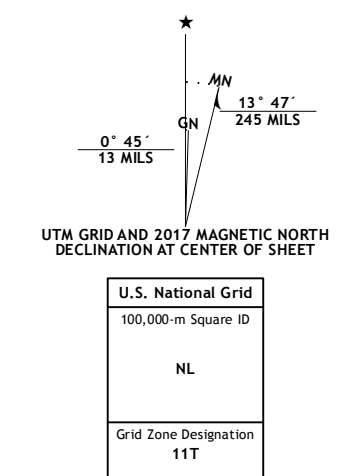 ★
MN
13° 47´
245 MILS
GN
0° 45´
13 MILS
UTM GRID AND 2017 MAGNETIC NORTH
DECLINATION AT CENTER OF SHEET
U.S. National Grid
100,000-m Square ID
NL
Grid Zone Designation
11T